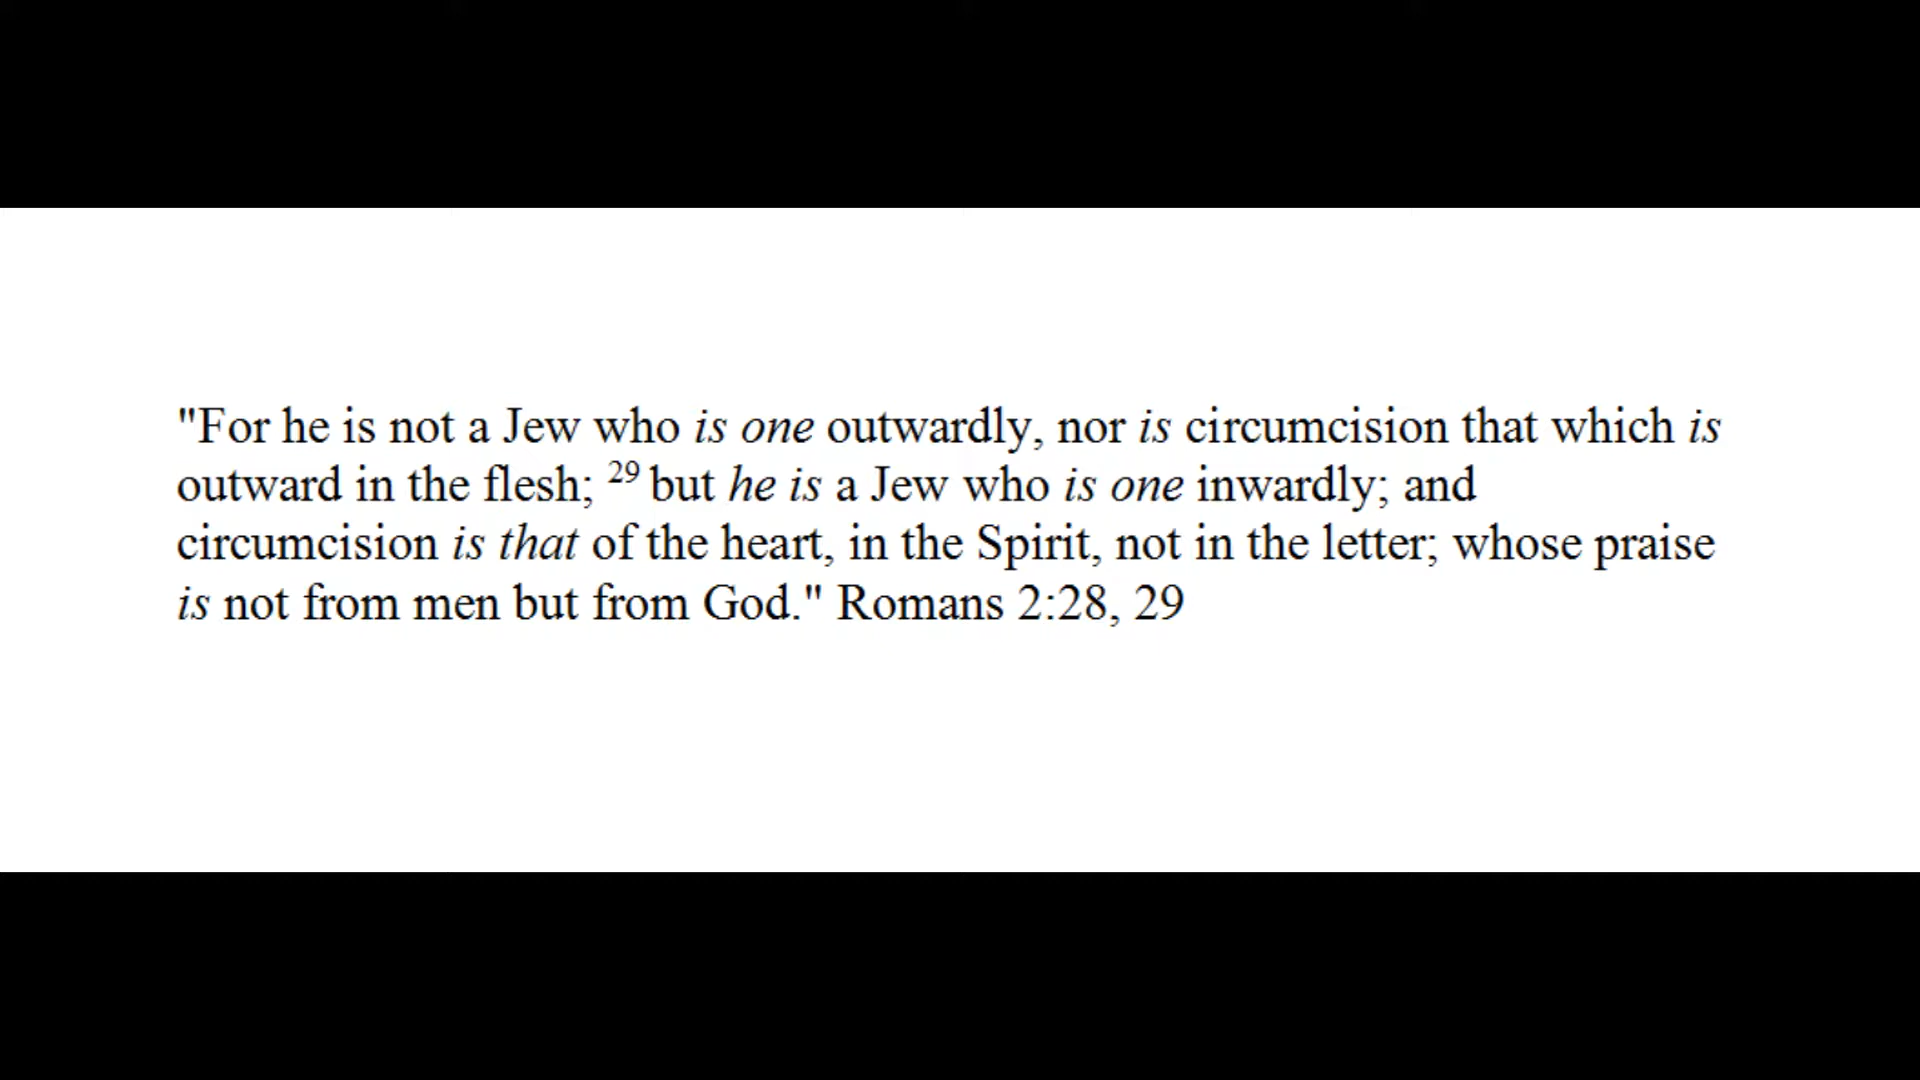 "For he is not a Jew who is one outwardly, nor is circumcision that which is
outward in the flesh; 29 but he is a Jew who is one inwardly; and
circumcision is that of the heart, in the Spirit, not in the letter; whose praise
is not from men but from God." Romans 2:28, 29